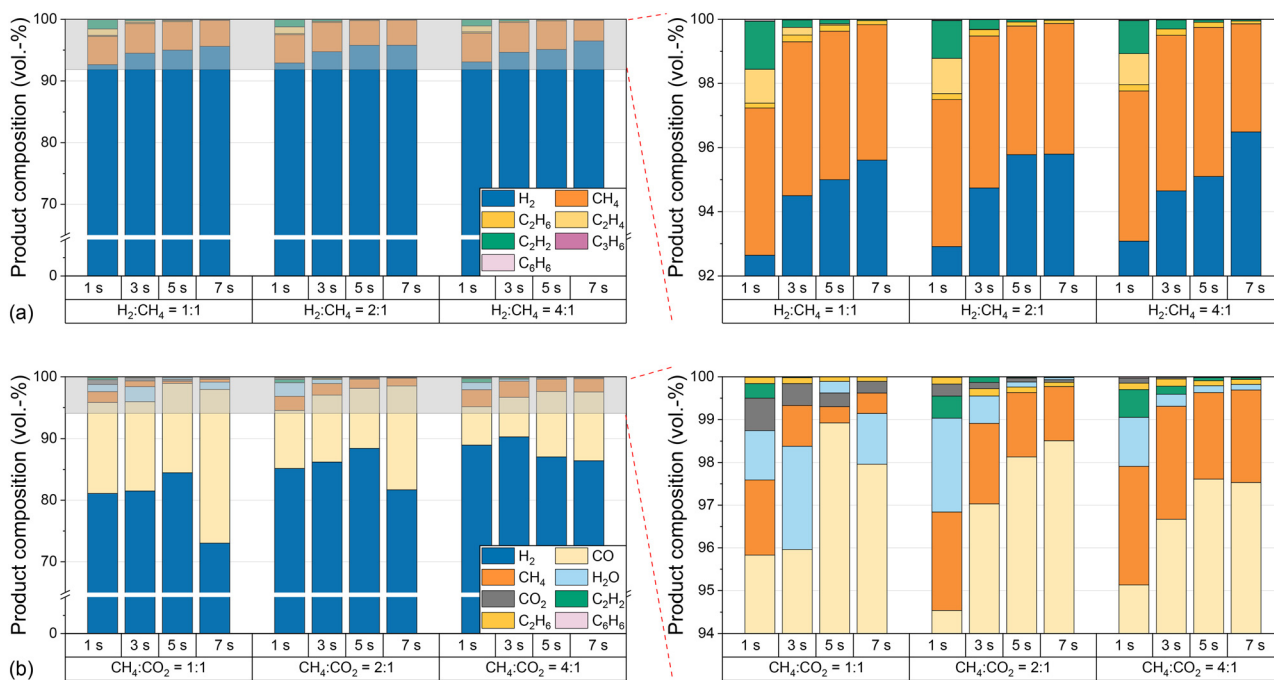 Product composition (vol.-%)
100
90
80
70
0
H₂ CH₄
C₂H₆ C₂H₄
C₂H₂ C₃H₆
C₆H₆
1 s 3 s 5 s 7 s 1 s 3 s 5 s 7 s 1 s 3 s 5 s 7 s
H₂:CH₄ = 1:1 H₂:CH₄ = 2:1 H₂:CH₄ = 4:1
(a)
Product composition (vol.-%)
100
98
96
94
92
1 s 3 s 5 s 7 s 1 s 3 s 5 s 7 s 1 s 3 s 5 s 7 s
H₂:CH₄ = 1:1 H₂:CH₄ = 2:1 H₂:CH₄ = 4:1
Product composition (vol.-%)
100
90
80
70
0
H₂ CO
CH₄ H₂O
CO₂ C₂H₂
C₂H₆ C₆H₆
1 s 3 s 5 s 7 s 1 s 3 s 5 s 7 s 1 s 3 s 5 s 7 s
CH₄:CO₂ = 1:1 CH₄:CO₂ = 2:1 CH₄:CO₂ = 4:1
(b)
Product composition (vol.-%)
100
99
98
97
96
95
94
1 s 3 s 5 s 7 s 1 s 3 s 5 s 7 s 1 s 3 s 5 s 7 s
CH₄:CO₂ = 1:1 CH₄:CO₂ = 2:1 CH₄:CO₂ = 4:1